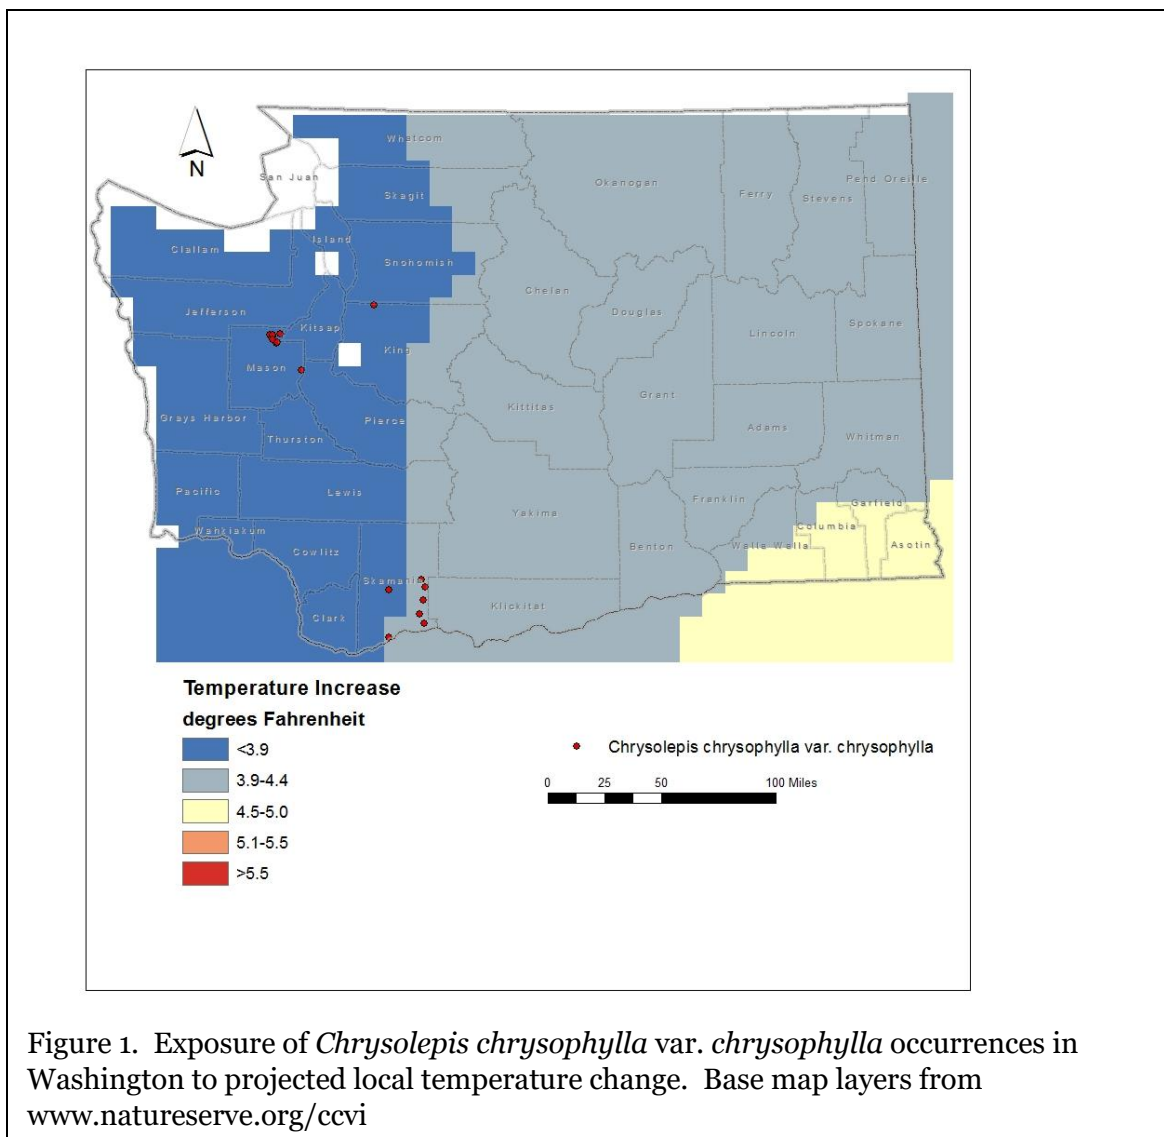 N
Whatcom
San Juan
Skagit
Okanogan
Ferry
Stevens
Pend Oreille
Island
Clallam
Snohomish
Chelan
Jefferson
Kitsap
Douglas
Lincoln
Spokane
King
Mason
Grant
Kittitas
Grays Harbor
Pierce
Adams
Thurston
Whitman
Pacific
Lewis
Franklin
Garfield
Yakima
Columbia
Wahkiakum
Cowlitz
Benton
Walla Walla
Asotin
Skamania
Klickitat
Clark
Temperature Increase
degrees Fahrenheit
<3.9
3.9-4.4
4.5-5.0
5.1-5.5
>5.5
Chrysolepis chrysophylla var. chrysophylla
0 25 50 100 Miles
Figure 1. Exposure of Chrysolepis chrysophylla var. chrysophylla occurrences in
Washington to projected local temperature change. Base map layers from
www.natureserve.org/ccvi